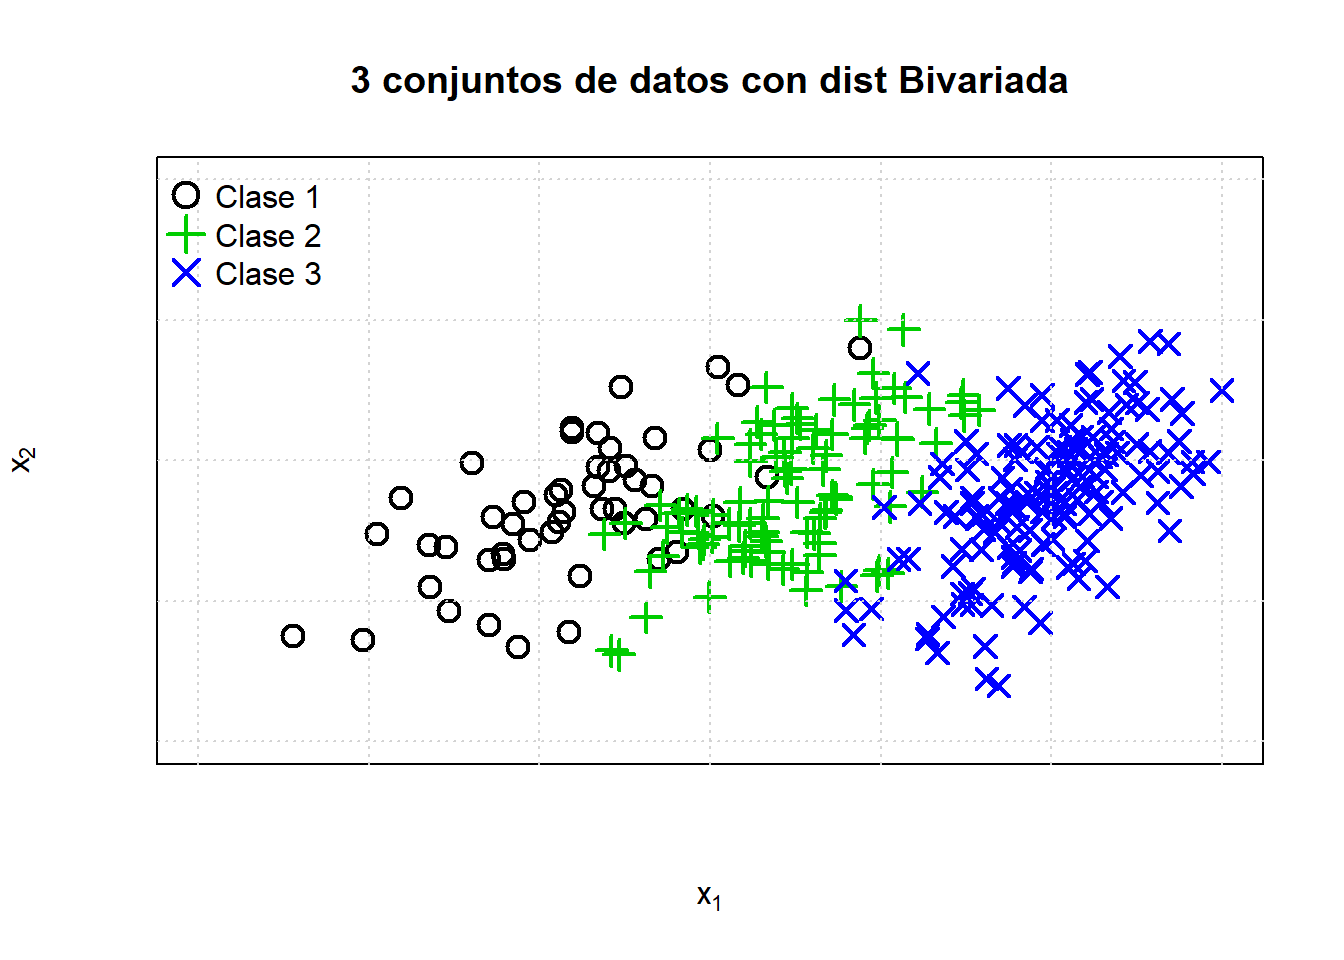 3 conjuntos de datos con dist Bivariada
Clase 1
Clase 2
Clase 3
x₂
x₁